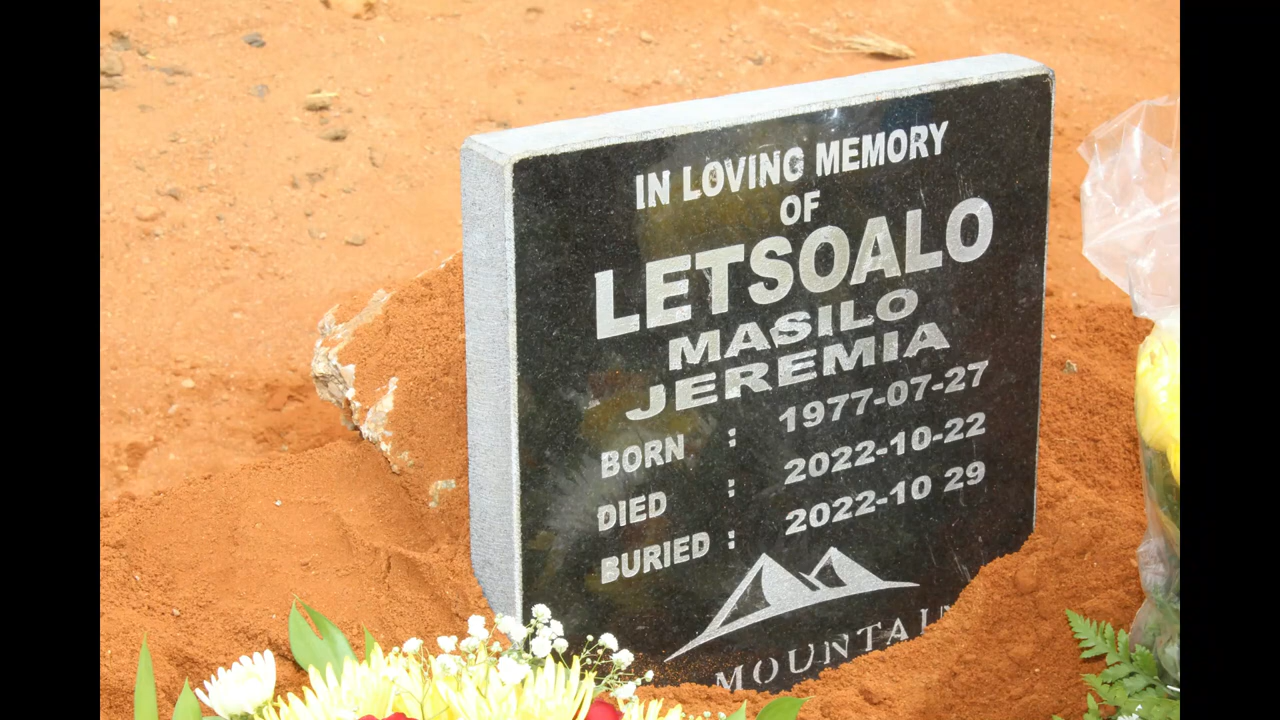 IN LOVING MEMORY
OF
LETSOALO
MASILO
JEREMIA
BORN : 1977-07-27
DIED : 2022-10-22
BURIED : 2022-10 29
MOUNTAIN